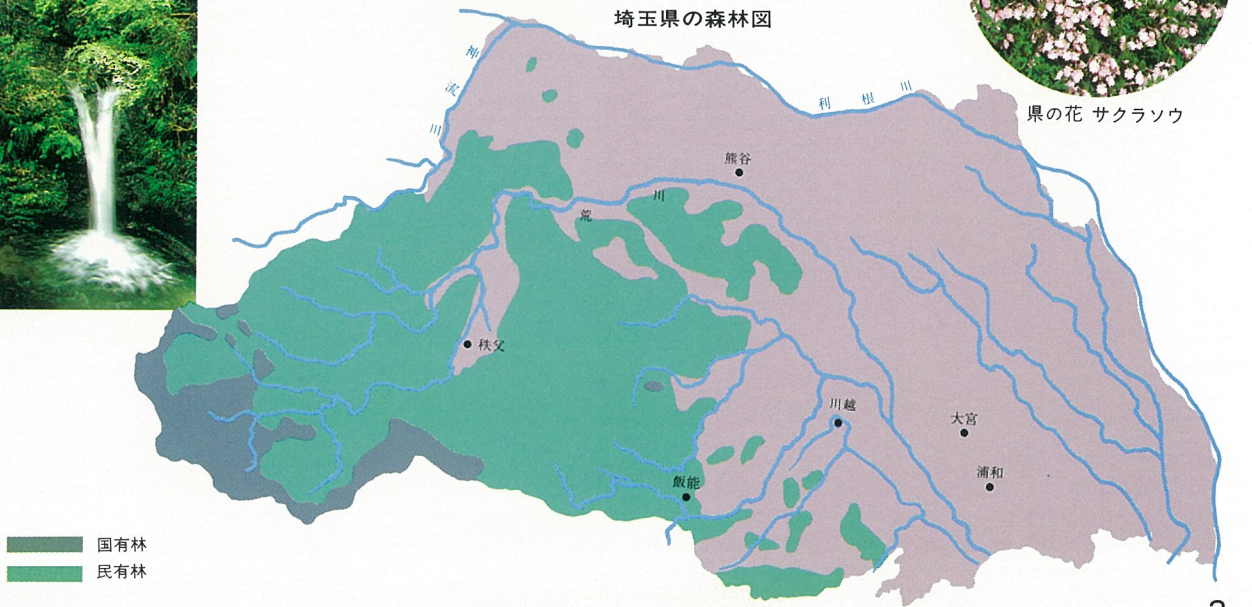 埼玉県の森林図
神流川
利根川
県の花 サクラソウ
熊谷
荒川
秩父
川越
大宮
浦和
飯能
国有林
民有林